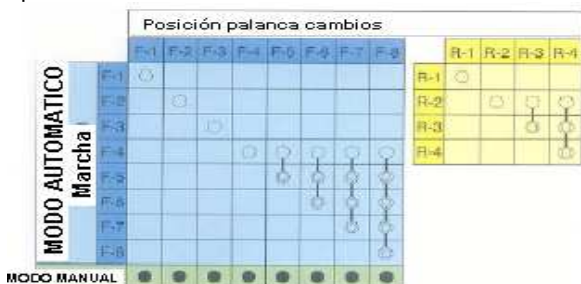 Posición palanca cambios
F-1 F-2 F-3 F-4 F-5 F-6 F-7 F-8
R-1 R-2 R-3 R-4
MODO AUTOMATICO
Marcha
F-1
F-2
F-3
F-4
F-5
F-6
F-7
F-8
R-1
R-2
R-3
R-4
MODO MANUAL